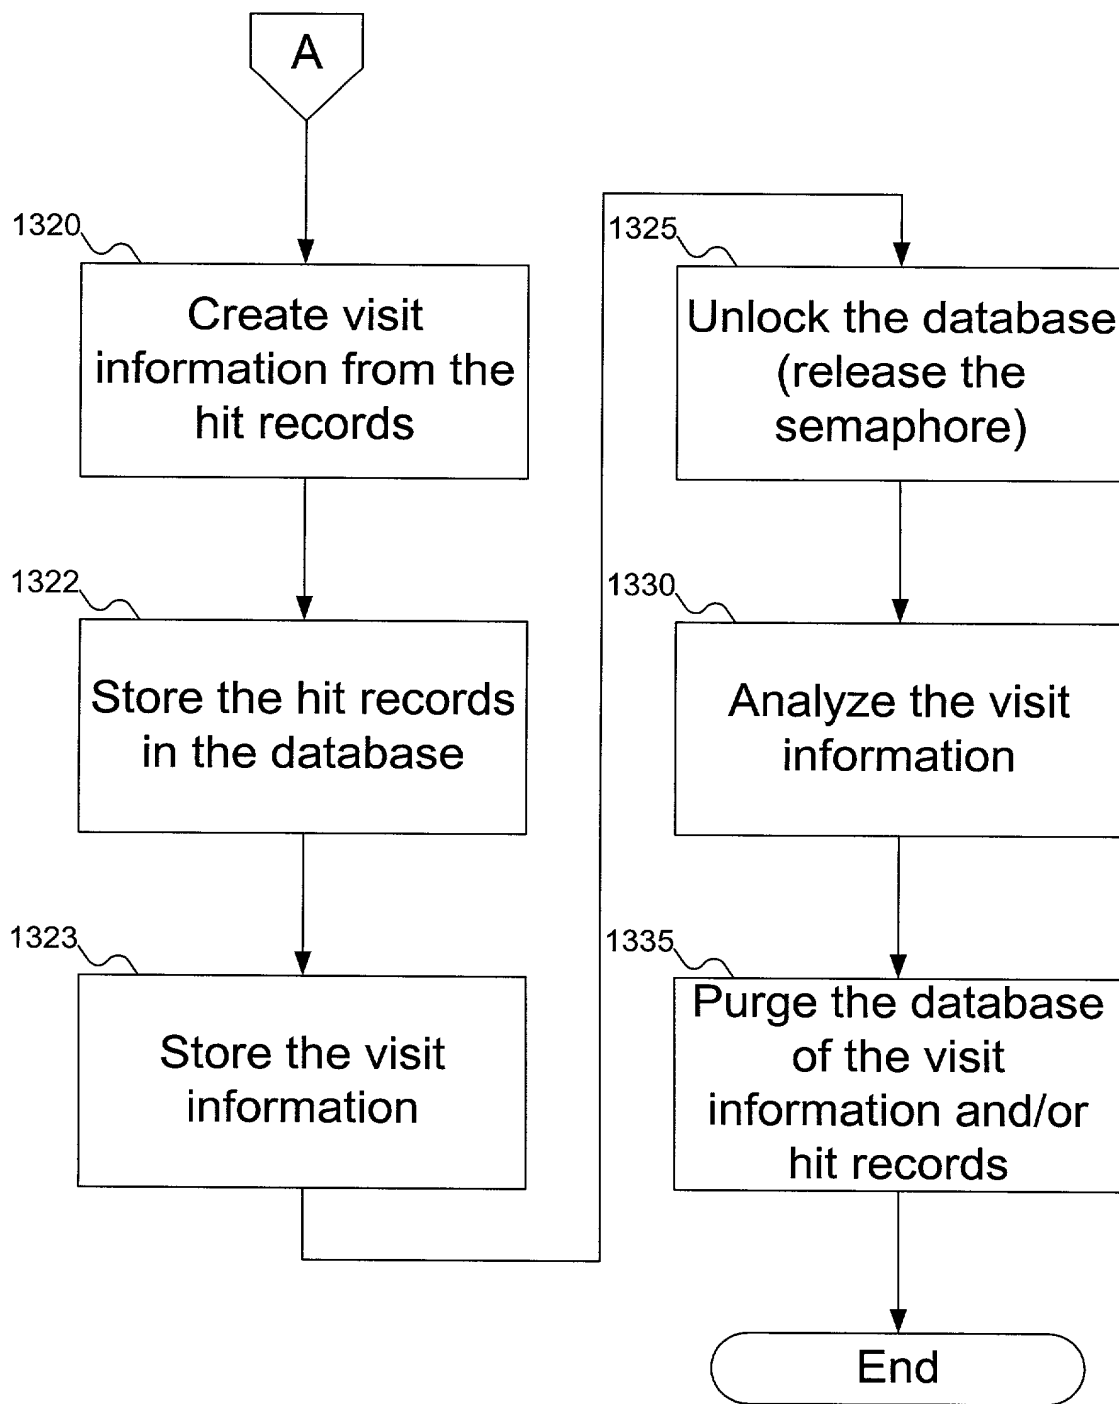 A
1320
Create visit
information from the
hit records
1322
Store the hit records
in the database
1323
Store the visit
information
1325
Unlock the database
(release the
semaphore)
1330
Analyze the visit
information
1335
Purge the database
of the visit
information and/or
hit records
End